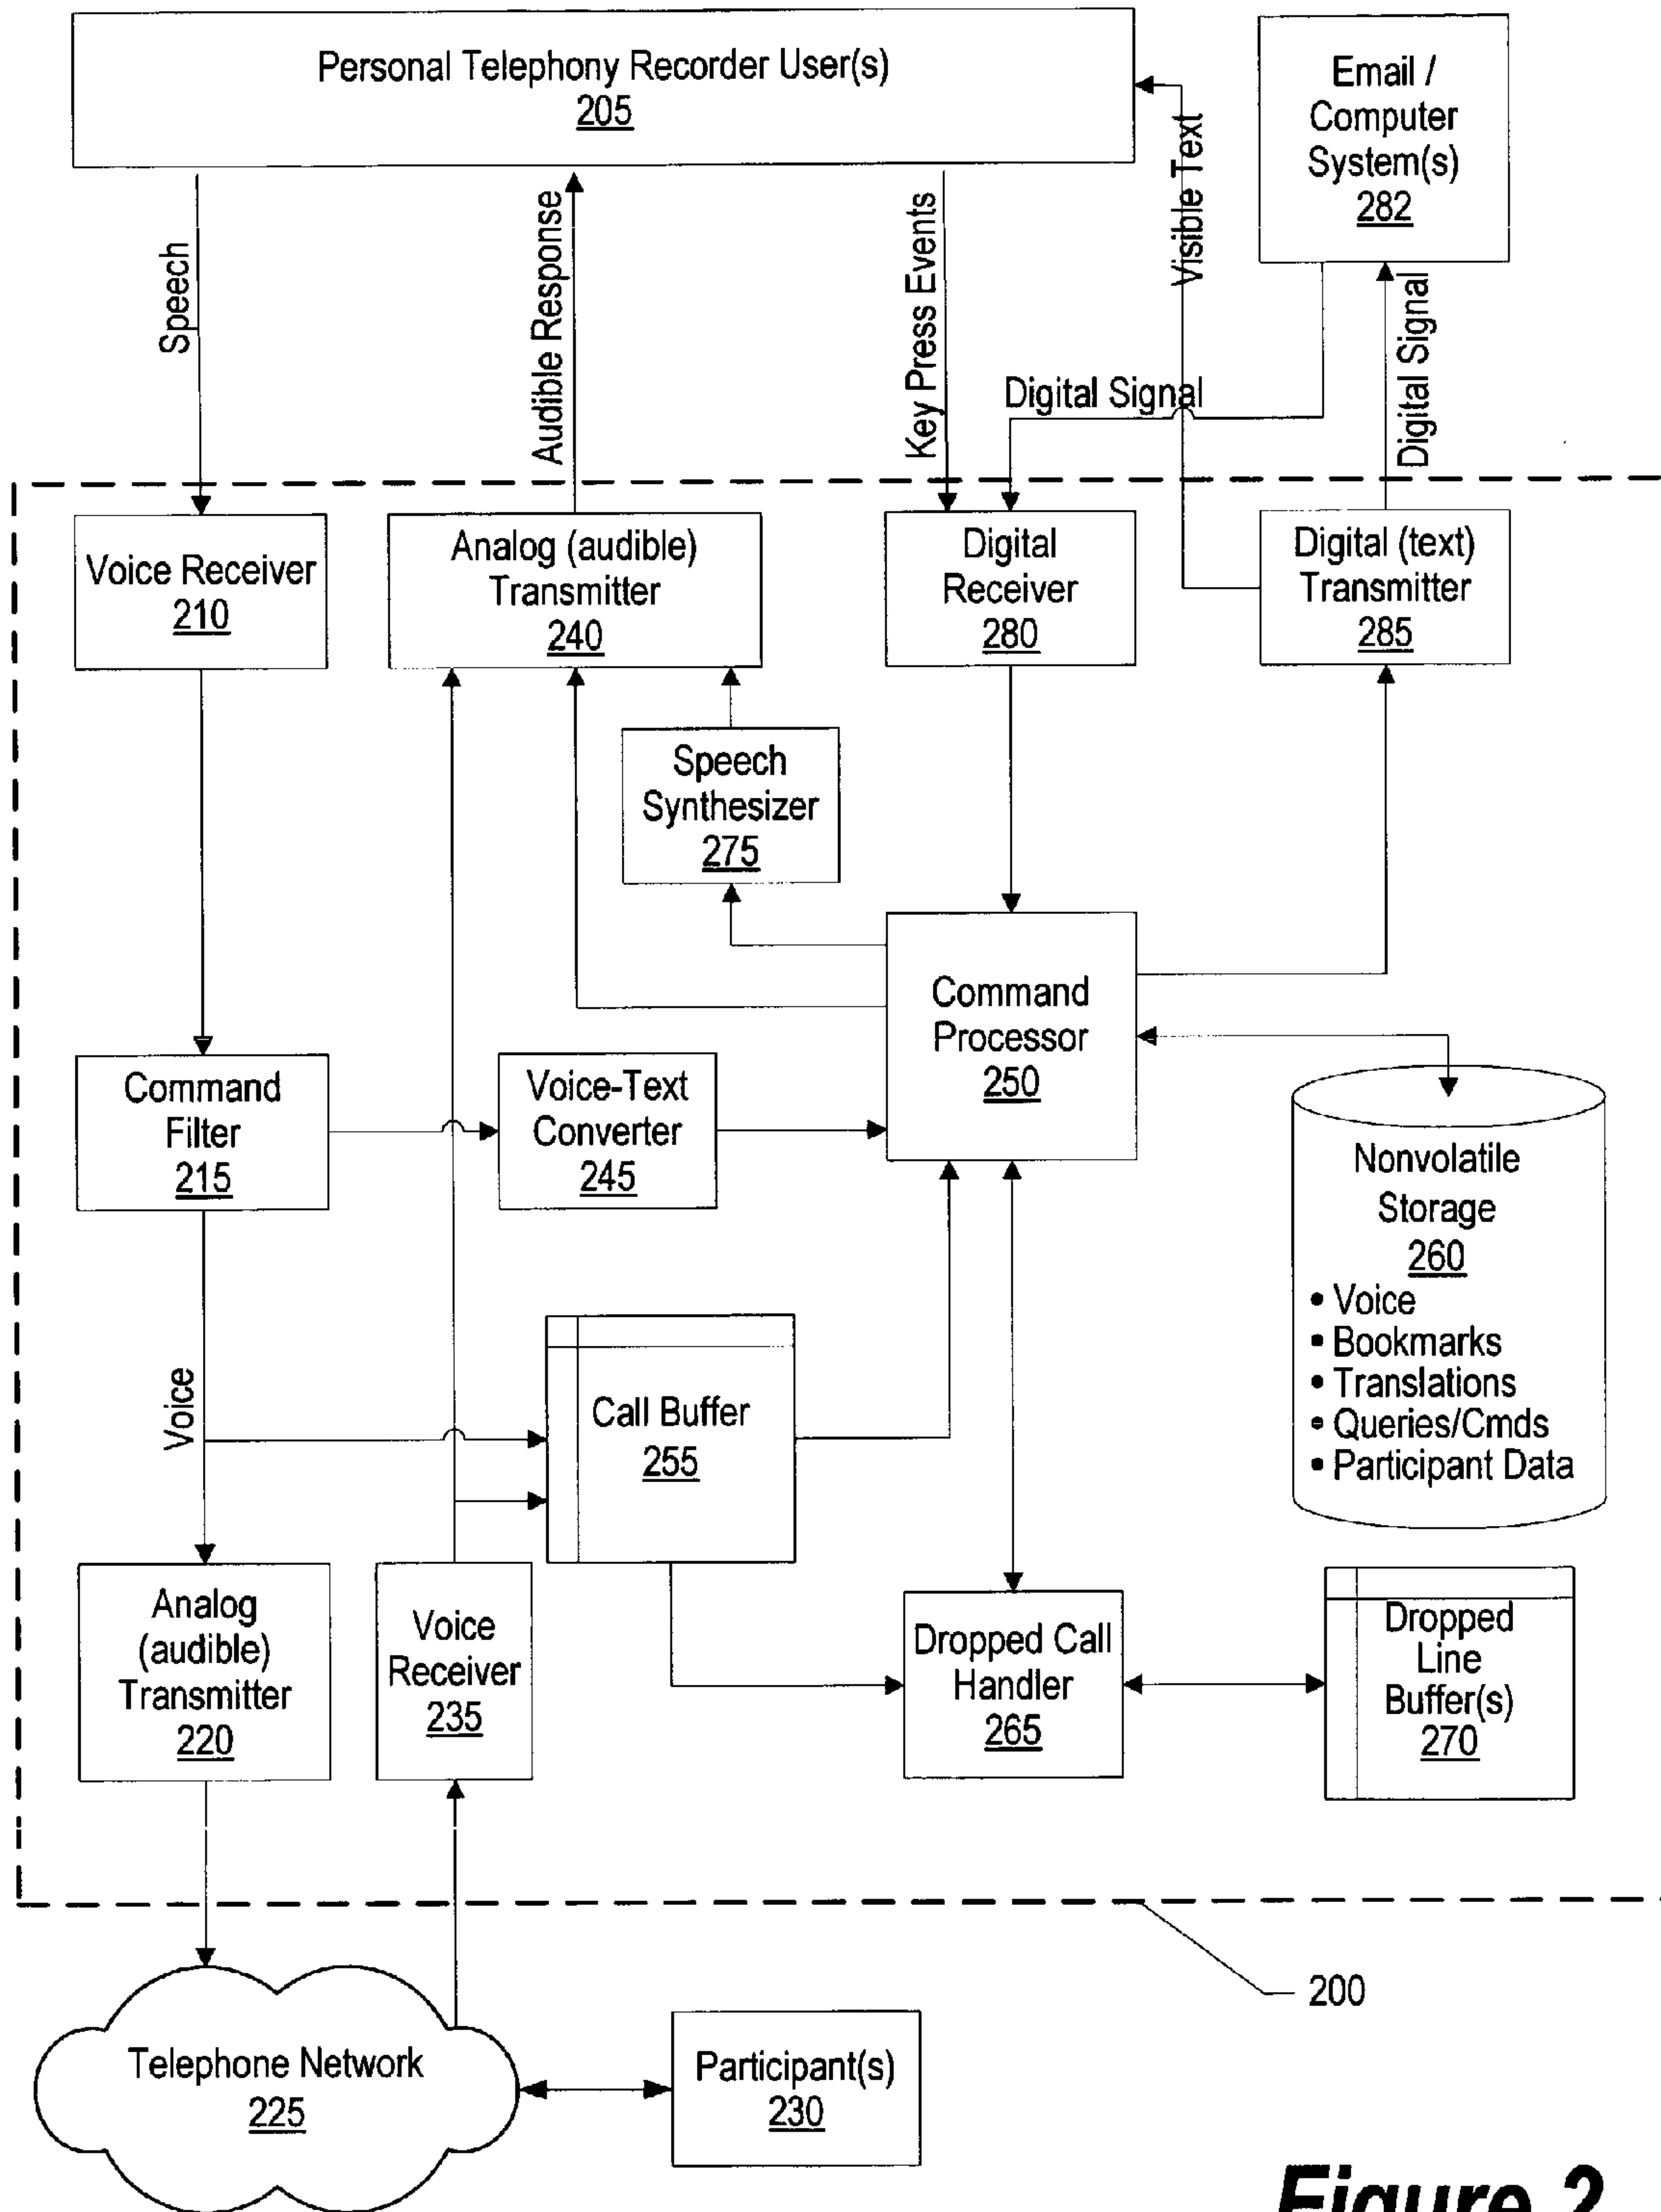 Personal Telephony Recorder User(s)
205
Email /
Computer
System(s)
282
Speech
Audible Response
Key Press Events
Visible Text
Digital Signal
Digital Signal
Voice Receiver
210
Analog (audible)
Transmitter
240
Digital
Receiver
280
Digital (text)
Transmitter
285
Speech
Synthesizer
275
Command
Processor
250
Command
Filter
215
Voice-Text
Converter
245
Nonvolatile
Storage
260
• Voice
• Bookmarks
• Translations
• Queries/Cmds
• Participant Data
Voice
Call Buffer
255
Analog
(audible)
Transmitter
220
Voice
Receiver
235
Dropped Call
Handler
265
Dropped
Line
Buffer(s)
270
200
Telephone Network
225
Participant(s)
230
Figure 2